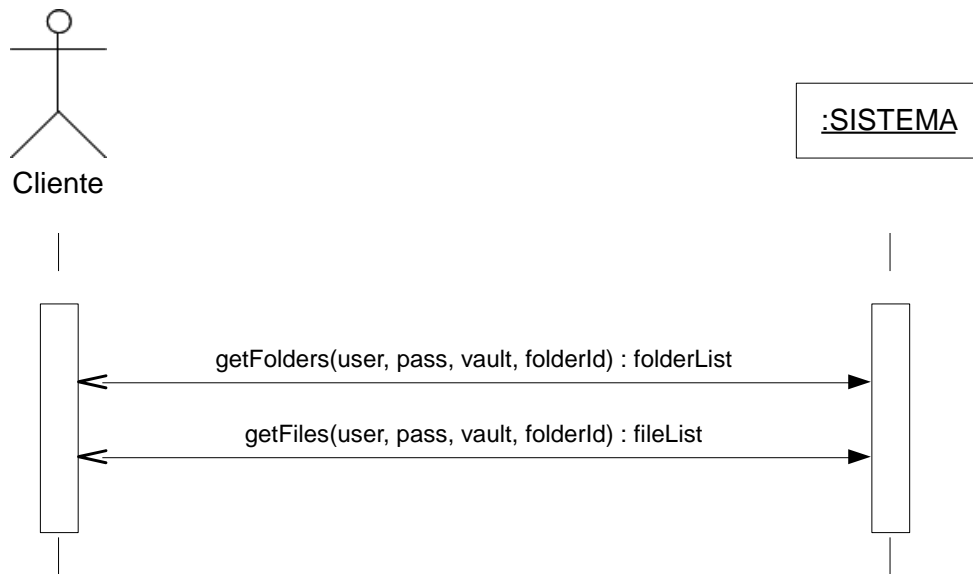 :SISTEMA
Cliente
getFolders(user, pass, vault, folderId) : folderList
getFiles(user, pass, vault, folderId) : fileList